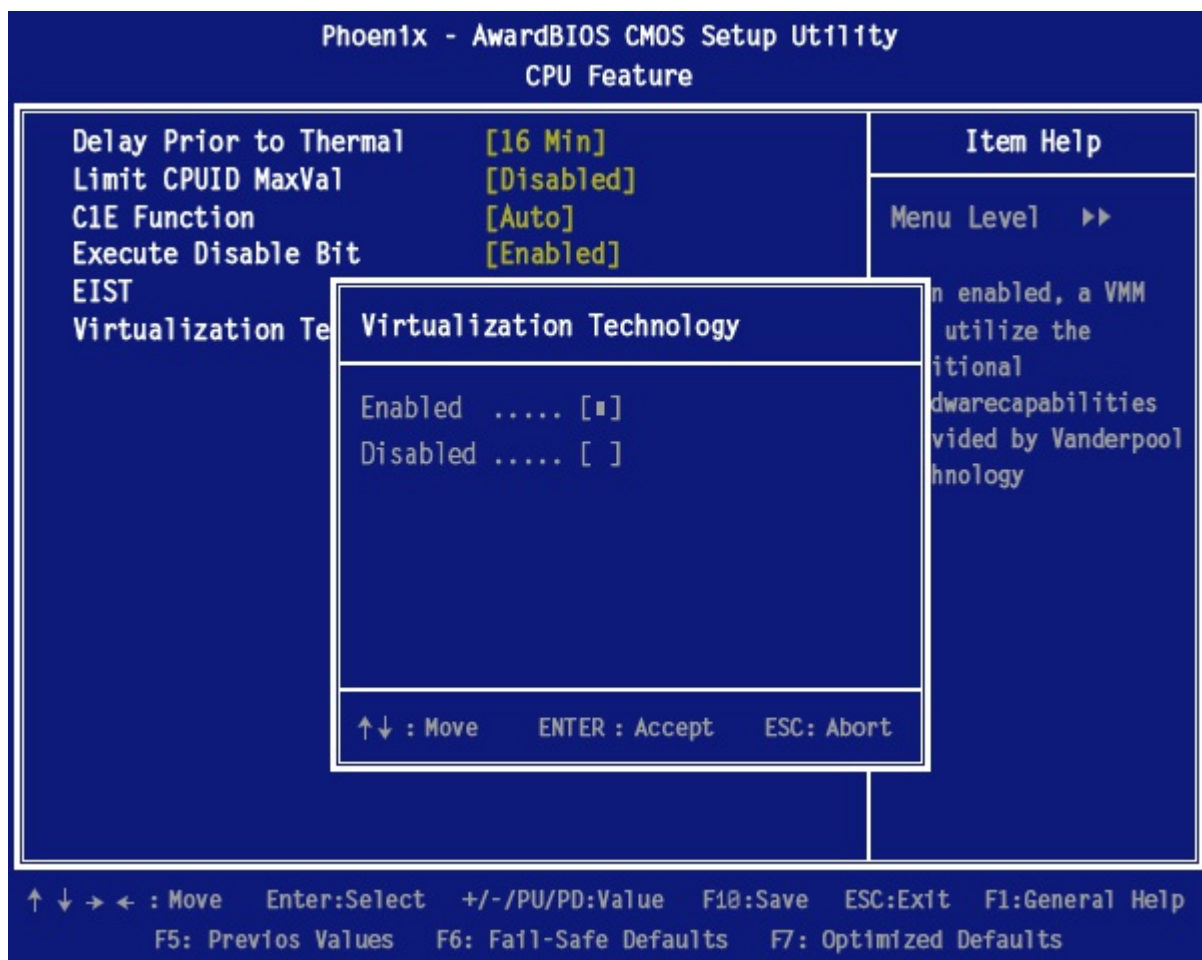 Phoenix - AwardBIOS CMOS Setup Utility
CPU Feature
Delay Prior to Thermal [16 Min]
Limit CPUID MaxVal [Disabled]
C1E Function [Auto]
Execute Disable Bit [Enabled]
EIST
Virtualization Te
Virtualization Technology
Enabled ..... [∎]
Disabled ..... [ ]
↑↓ : Move ENTER : Accept ESC: Abort
Item Help
Menu Level ▸▸
n enabled, a VMM
utilize the
itional
dwarecapabilities
vided by Vanderpool
hnology
↑ ↓ → ← : Move Enter:Select +/-/PU/PD:Value F10:Save ESC:Exit F1:General Help
F5: Previos Values F6: Fail-Safe Defaults F7: Optimized Defaults